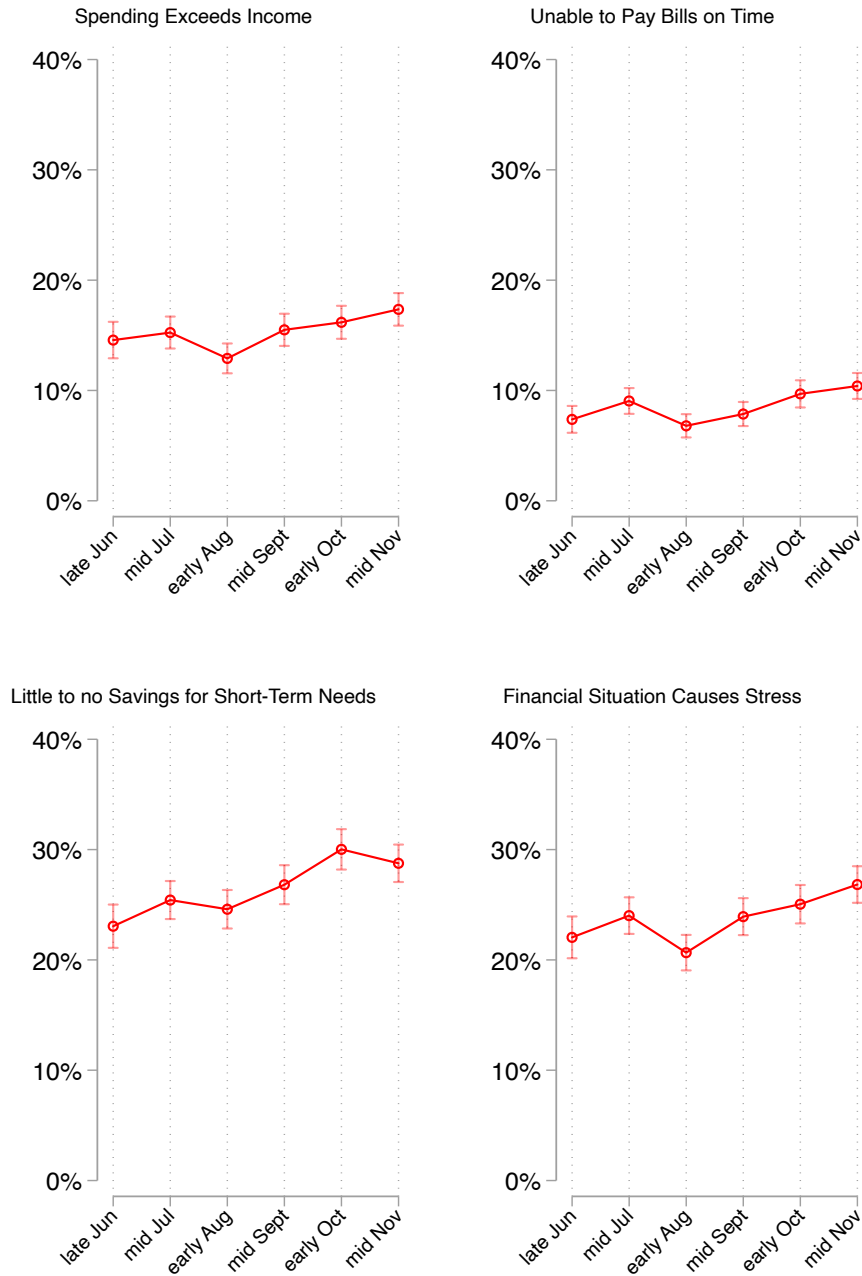 Spending Exceeds Income
40%
30%
20%
10%
0%
late Jun
mid Jul
early Aug
mid Sept
early Oct
mid Nov
Unable to Pay Bills on Time
40%
30%
20%
10%
0%
late Jun
mid Jul
early Aug
mid Sept
early Oct
mid Nov
Little to no Savings for Short-Term Needs
40%
30%
20%
10%
0%
late Jun
mid Jul
early Aug
mid Sept
early Oct
mid Nov
Financial Situation Causes Stress
40%
30%
20%
10%
0%
late Jun
mid Jul
early Aug
mid Sept
early Oct
mid Nov